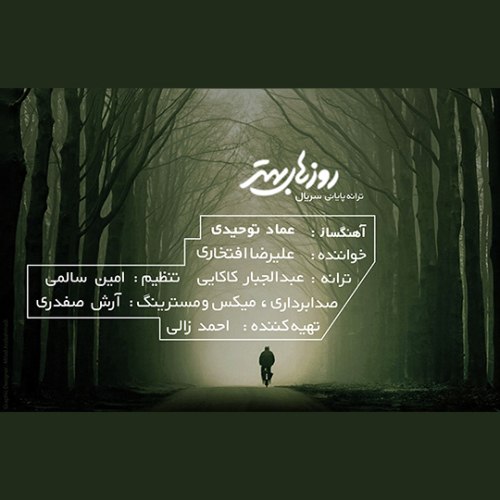 روزهای بهتر
ترانه پایانی سریال
آهنگساز : عماد توحیدی
خواننده : علیرضا افتخاری
ترانه : عبدالجبار کاکایی تنظیم : امین سالمی
صدابرداری ، میکس ومسترینگ : آرش صفدری
تهیه کننده : احمد زالی